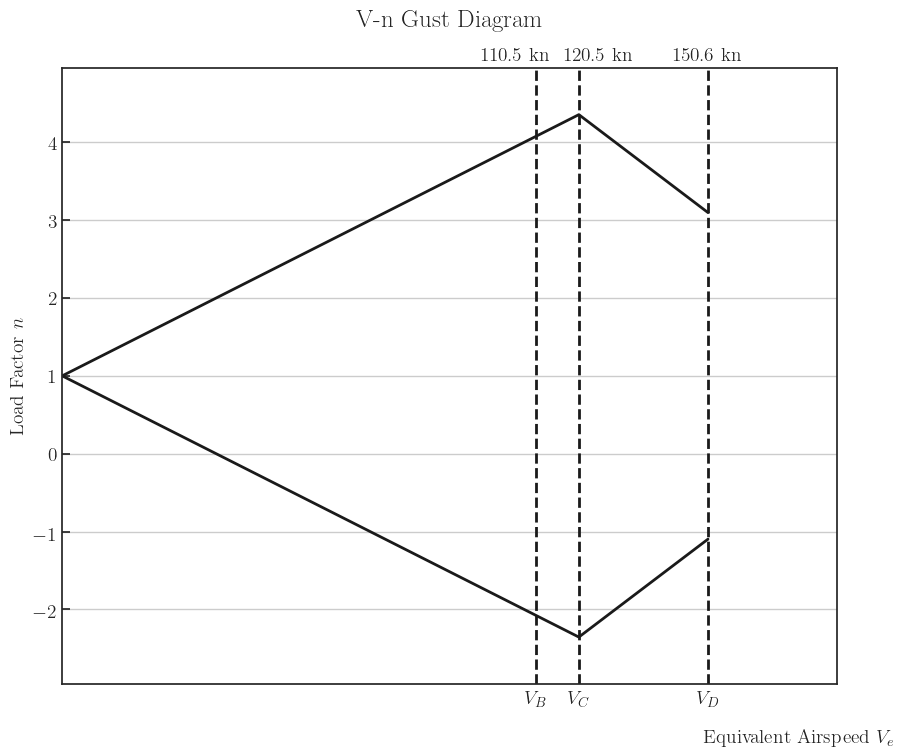 V-n Gust Diagram
110.5 kn 120.5 kn 150.6 kn
4
3
2
1
0
−1
−2
Load Factor n
V_B V_C V_D
Equivalent Airspeed V_e